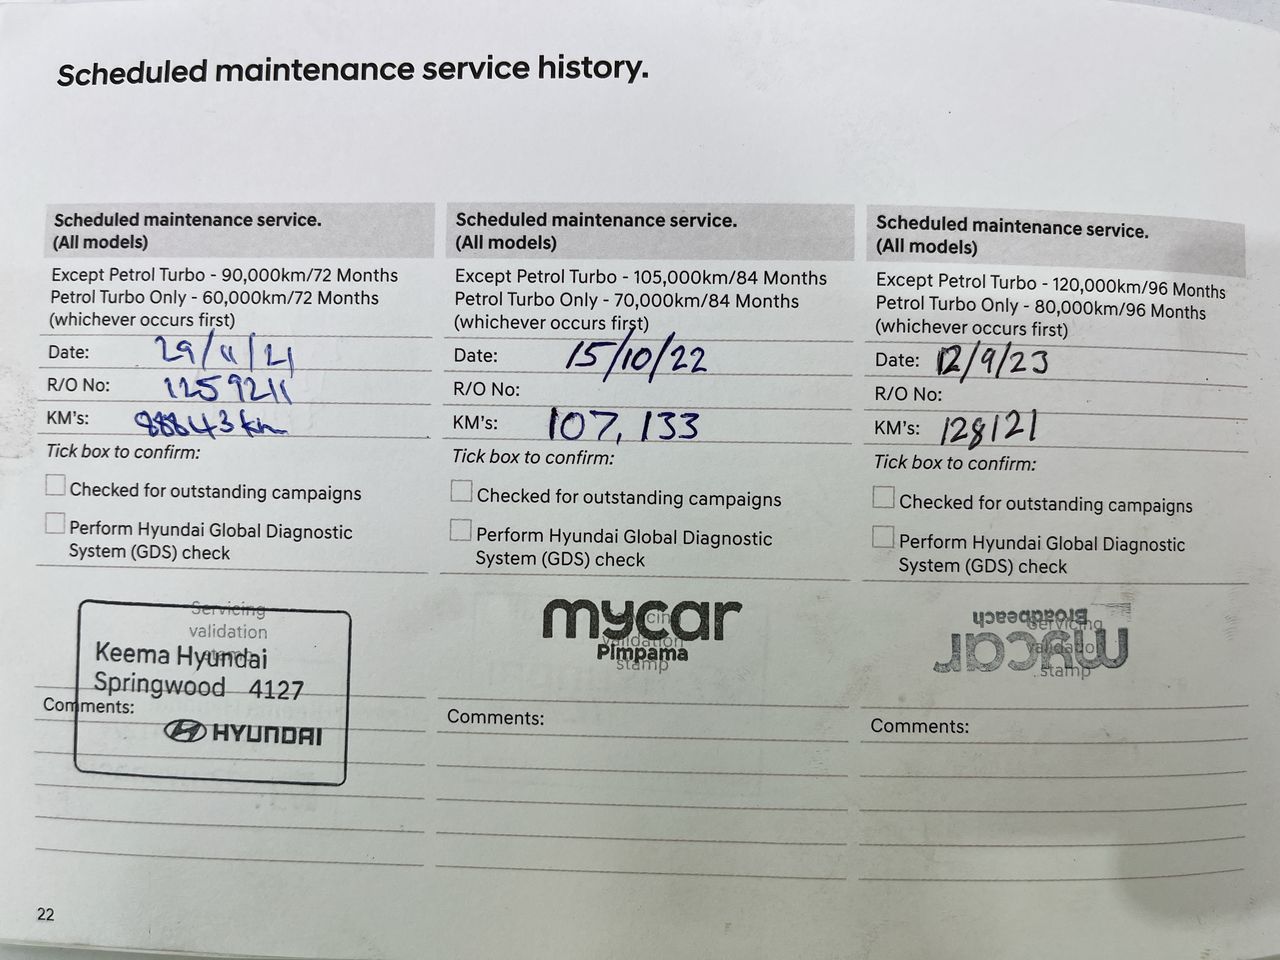 Scheduled maintenance service history.
Scheduled maintenance service.
(All models)
Except Petrol Turbo - 90,000km/72 Months
Petrol Turbo Only - 60,000km/72 Months
(whichever occurs first)
Date: 29/11/21
R/O No: 1259211
KM's: 88843km
Tick box to confirm:
Checked for outstanding campaigns
Perform Hyundai Global Diagnostic
System (GDS) check
Servicing
validation
Keema Hyundai
Springwood 4127
HYUNDAI
Comments:
Scheduled maintenance service.
(All models)
Except Petrol Turbo - 105,000km/84 Months
Petrol Turbo Only - 70,000km/84 Months
(whichever occurs first)
Date: 15/10/22
R/O No:
KM's: 107,133
Tick box to confirm:
Checked for outstanding campaigns
Perform Hyundai Global Diagnostic
System (GDS) check
mycar
validation
Pimpama
stamp
Comments:
Scheduled maintenance service.
(All models)
Except Petrol Turbo - 120,000km/96 Months
Petrol Turbo Only - 80,000km/96 Months
(whichever occurs first)
Date: 12/9/23
R/O No:
KM's: 128121
Tick box to confirm:
Checked for outstanding campaigns
Perform Hyundai Global Diagnostic
System (GDS) check
Servicing
validation
stamp
mycar
Broadbeach
Comments:
22